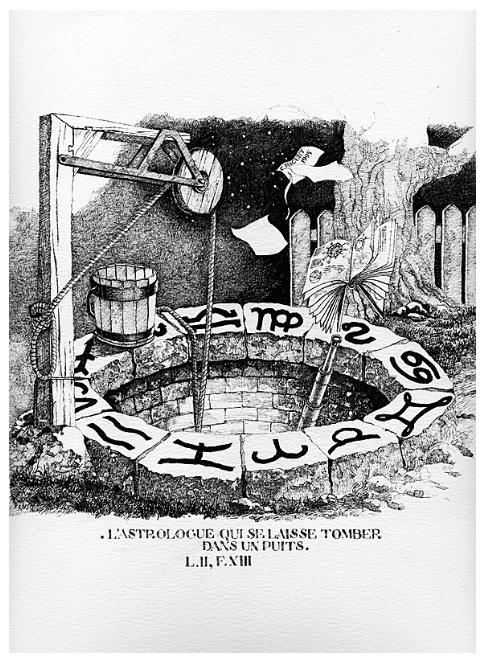 . L'ASTROLOGUE QUI SE LAISSE TOMBER
DANS UN PUITS.
L.II, F.XIII